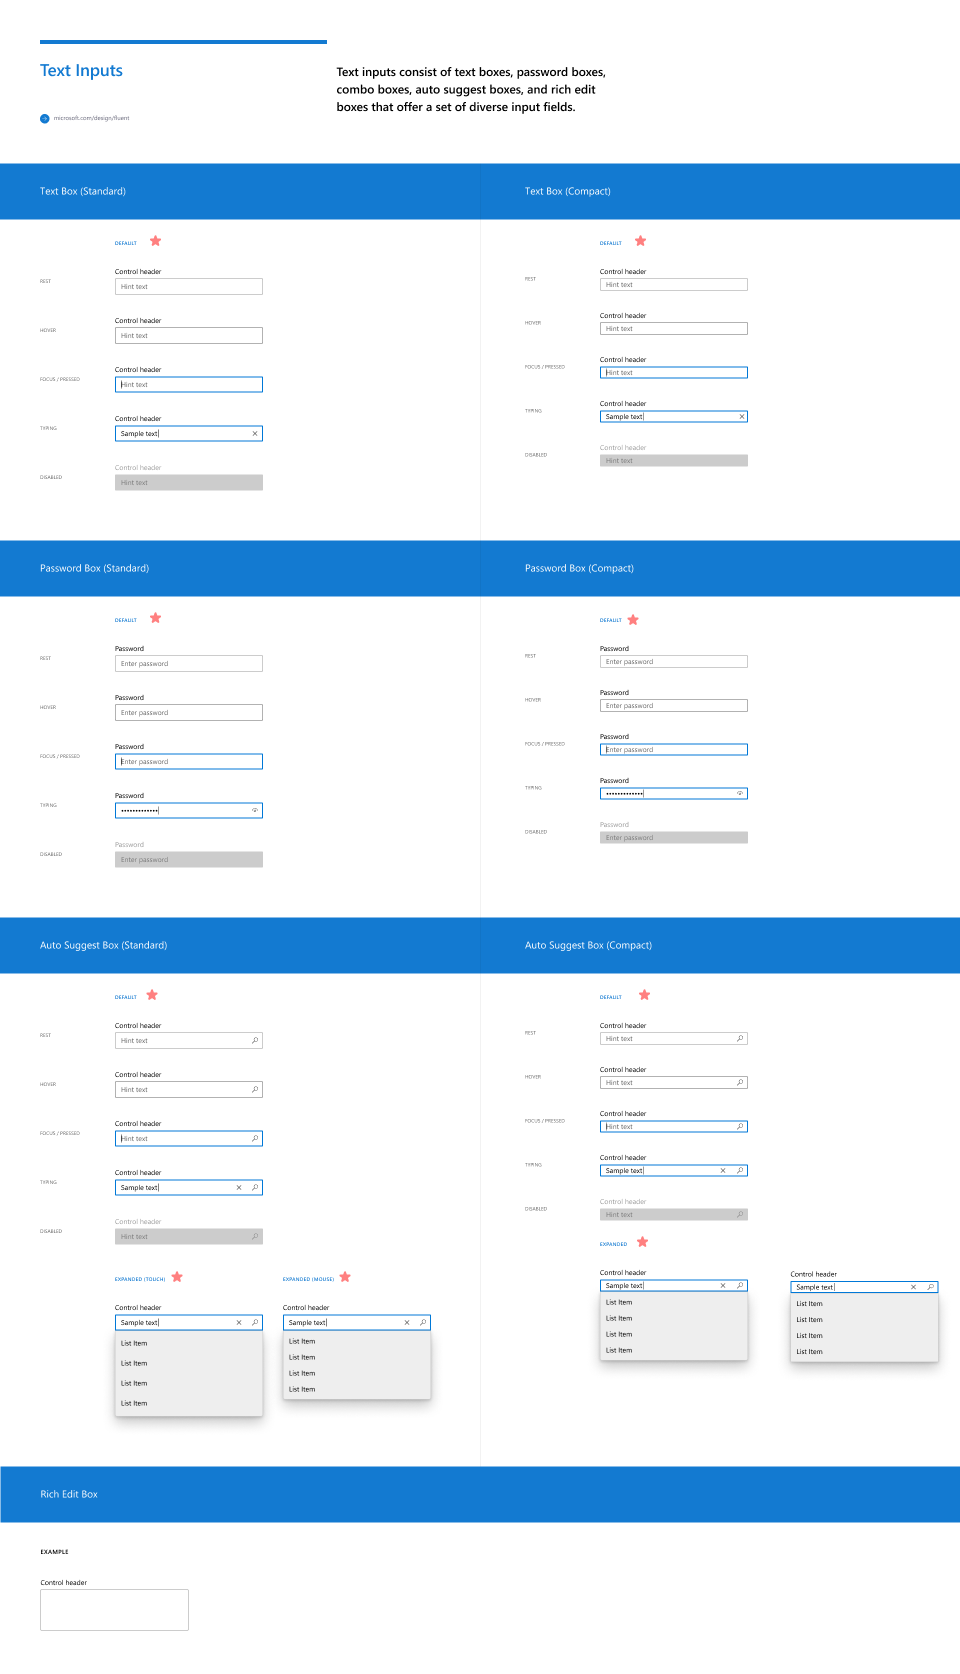 Text Inputs
Text inputs consist of text boxes, password boxes,
combo boxes, auto suggest boxes, and rich edit
boxes that offer a set of diverse input fields.
microsoft.com/design/fluent
Text Box (Standard)
DEFAULT
REST
Control header
Hint text
HOVER
Control header
Hint text
FOCUS / PRESSED
Control header
Hint text
TYPING
Control header
Sample text
DISABLED
Control header
Hint text
Text Box (Compact)
DEFAULT
REST
Control header
Hint text
HOVER
Control header
Hint text
FOCUS / PRESSED
Control header
Hint text
TYPING
Control header
Sample text
DISABLED
Control header
Hint text
Password Box (Standard)
DEFAULT
REST
Password
Enter password
HOVER
Password
Enter password
FOCUS / PRESSED
Password
Enter password
TYPING
Password
•••••••••••••
DISABLED
Password
Enter password
Password Box (Compact)
DEFAULT
REST
Password
Enter password
HOVER
Password
Enter password
FOCUS / PRESSED
Password
Enter password
TYPING
Password
•••••••••••••
DISABLED
Password
Enter password
Auto Suggest Box (Standard)
DEFAULT
REST
Control header
Hint text
HOVER
Control header
Hint text
FOCUS / PRESSED
Control header
Hint text
TYPING
Control header
Sample text
DISABLED
Control header
Hint text
EXPANDED (TOUCH)
Control header
Sample text
List Item
List Item
List Item
List Item
EXPANDED (MOUSE)
Control header
Sample text
List Item
List Item
List Item
List Item
Auto Suggest Box (Compact)
DEFAULT
REST
Control header
Hint text
HOVER
Control header
Hint text
FOCUS / PRESSED
Control header
Hint text
TYPING
Control header
Sample text
DISABLED
Control header
Hint text
EXPANDED
Control header
Sample text
List Item
List Item
List Item
List Item
Control header
Sample text
List Item
List Item
List Item
List Item
Rich Edit Box
EXAMPLE
Control header